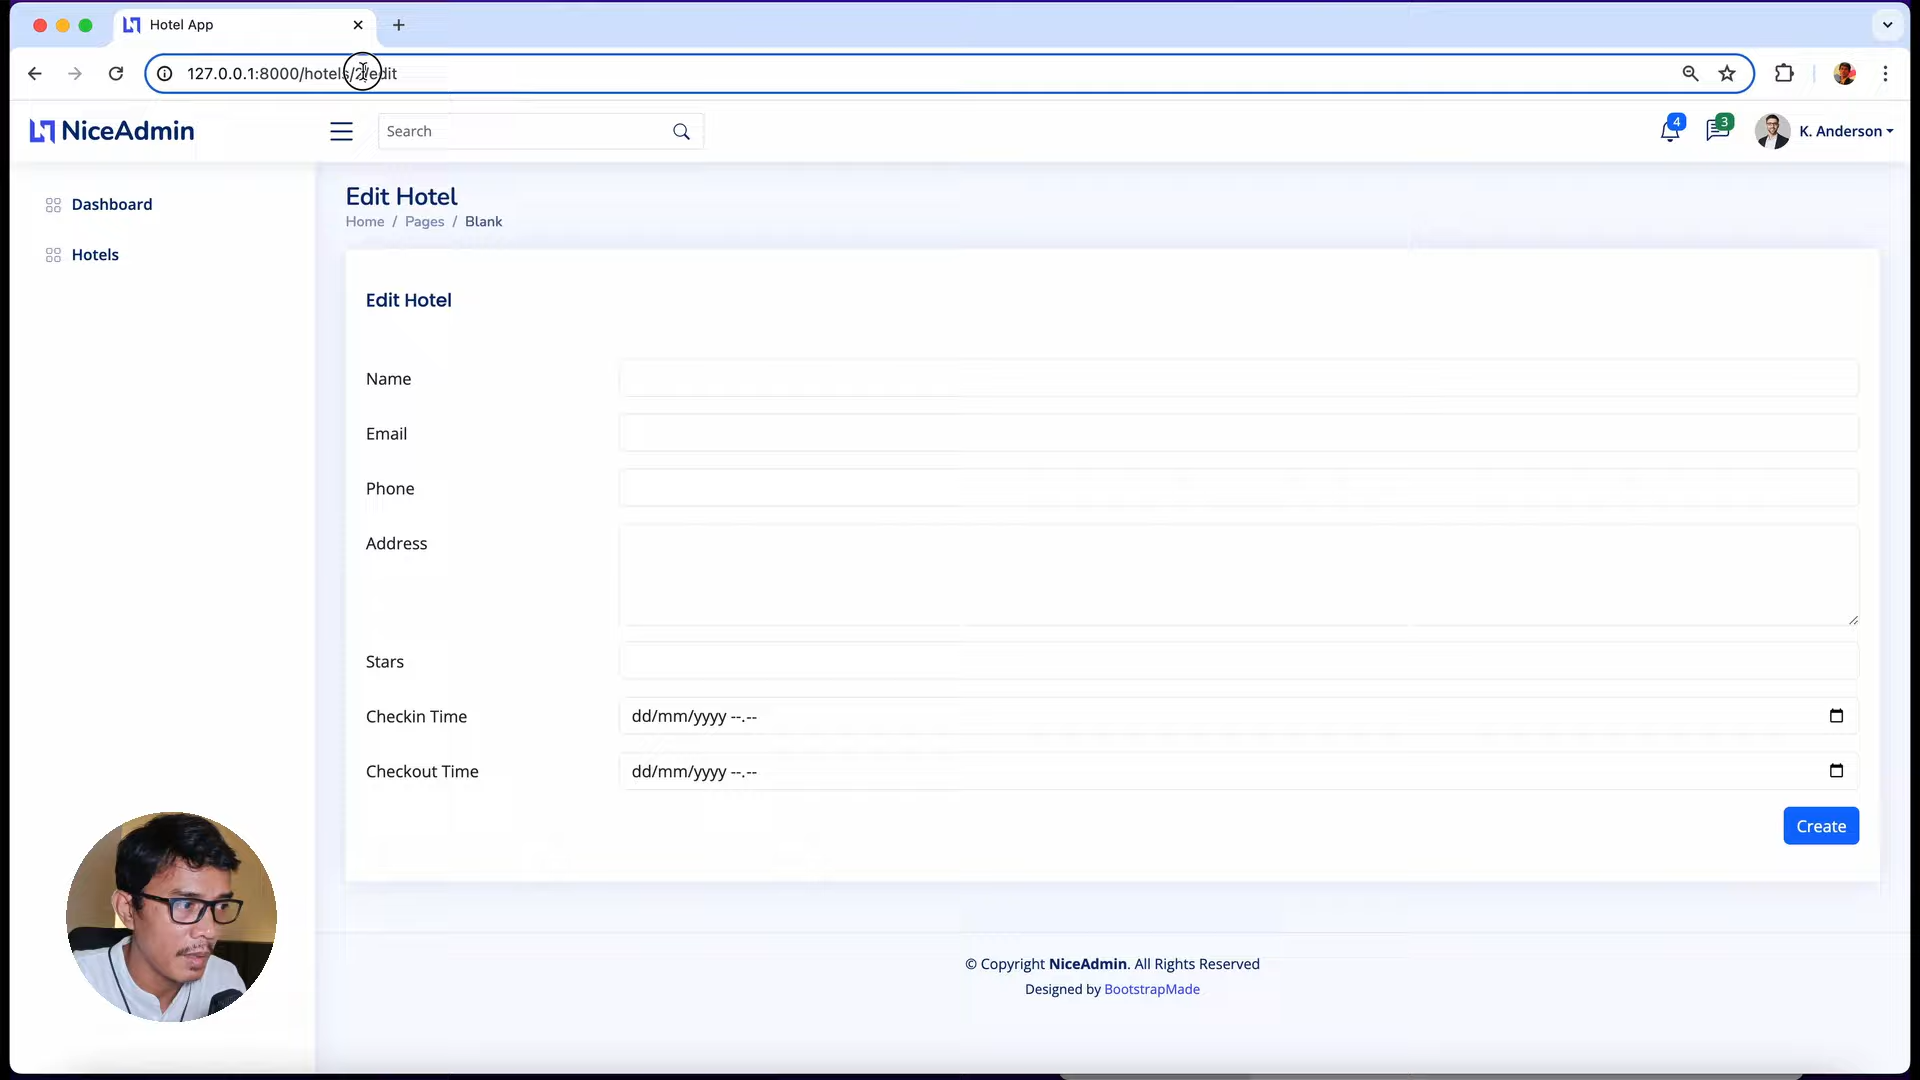 Hotel App
127.0.0.1:8000/hotels/2/edit
NiceAdmin
Search
4
3
K. Anderson
Dashboard
Hotels
Edit Hotel
Home / Pages / Blank
Edit Hotel
Name
Email
Phone
Address
Stars
Checkin Time
dd/mm/yyyy --.--
Checkout Time
dd/mm/yyyy --.--
Create
© Copyright NiceAdmin. All Rights Reserved
Designed by BootstrapMade